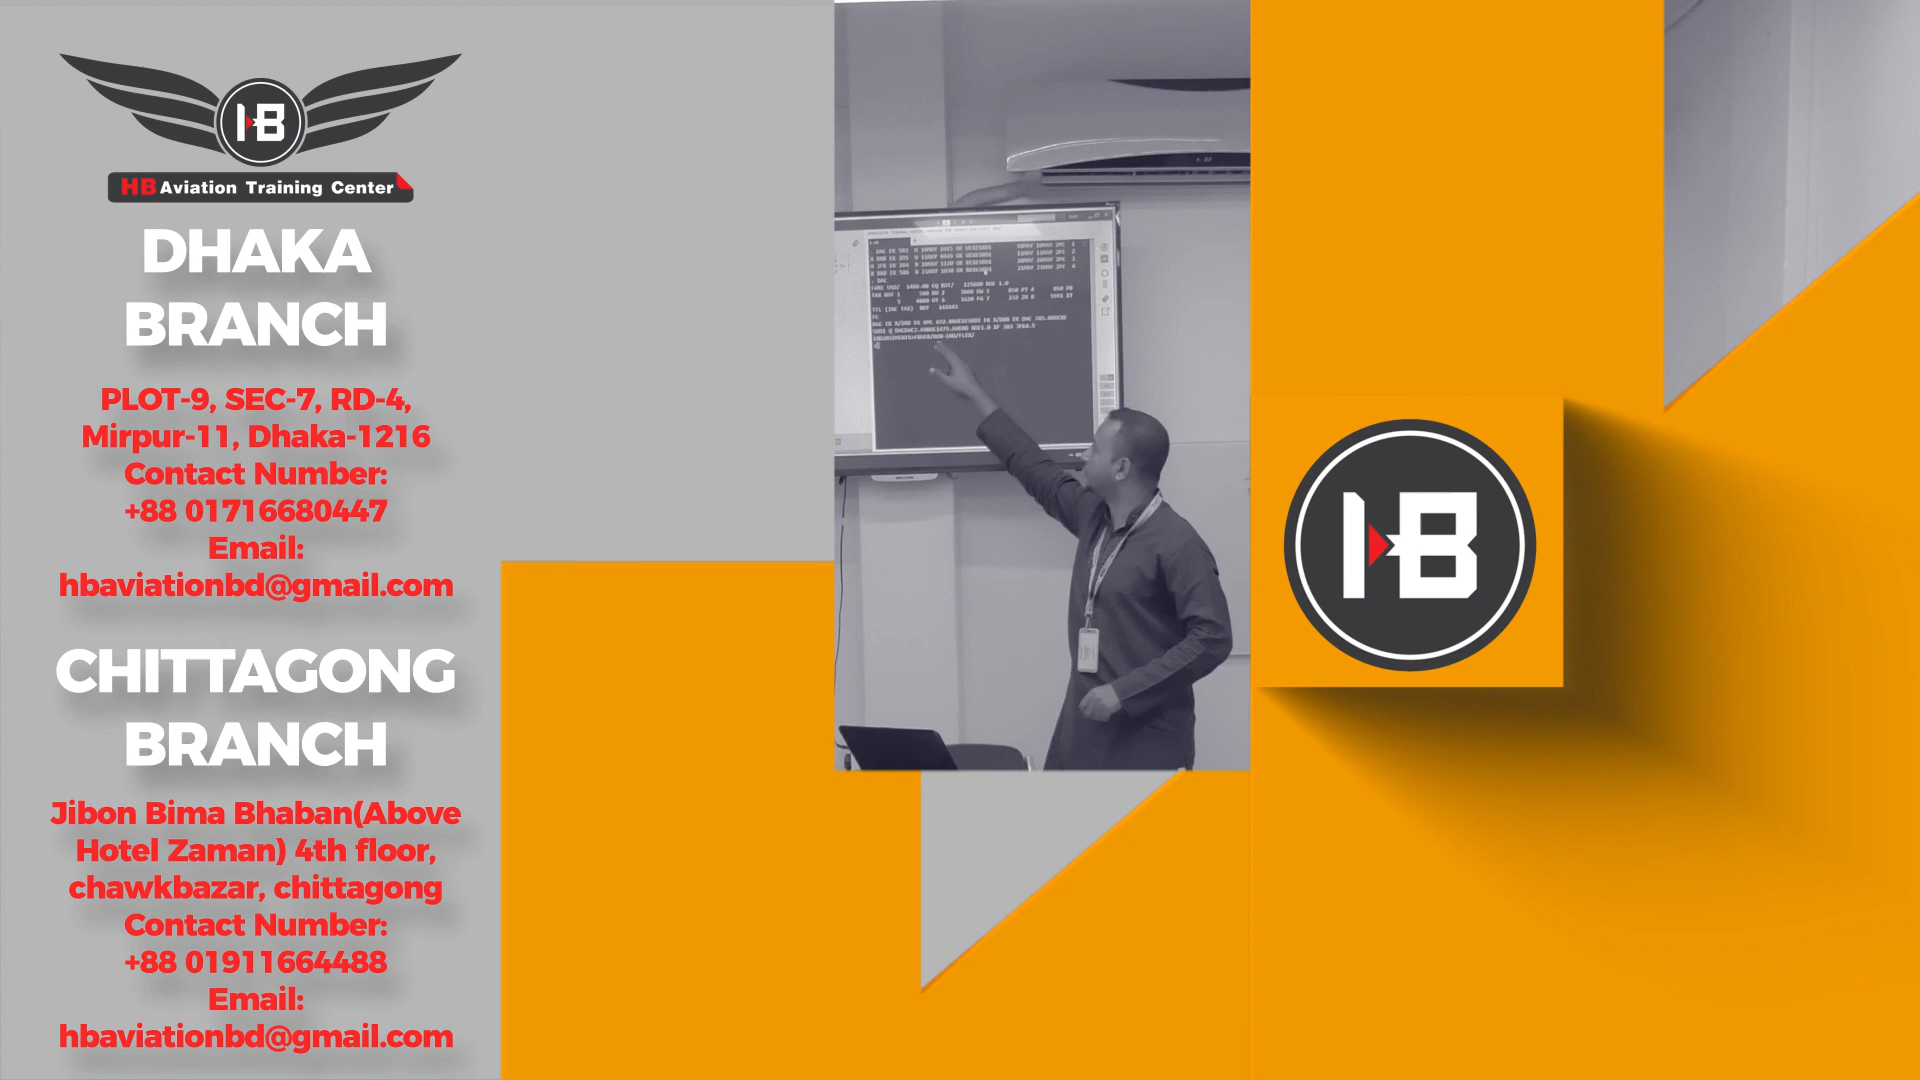 HB
HB Aviation Training Center
DHAKA
BRANCH
PLOT-9, SEC-7, RD-4,
Mirpur-11, Dhaka-1216
Contact Number:
+88 01716680447
Email:
hbaviationbd@gmail.com
CHITTAGONG
BRANCH
Jibon Bima Bhaban(Above
Hotel Zaman) 4th floor,
chawkbazar, chittagong
Contact Number:
+88 01911664488
Email:
hbaviationbd@gmail.com
HB